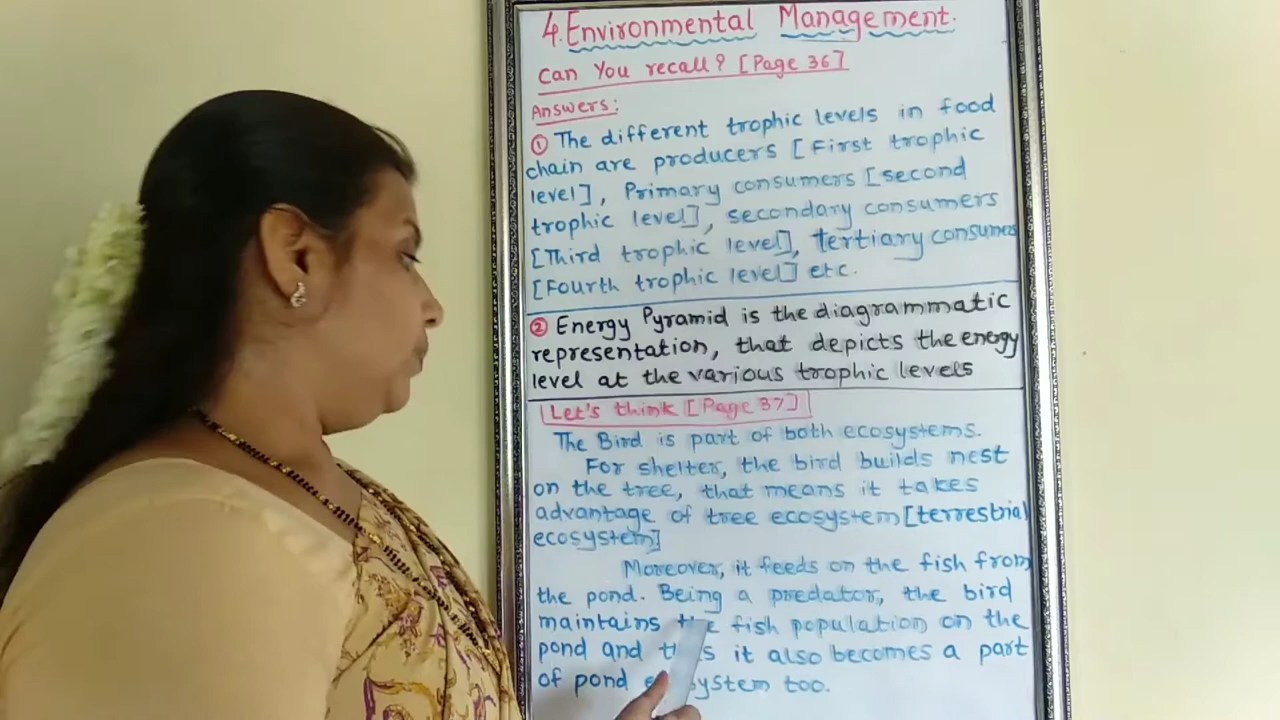 4. Environmental Management.
Can You recall? [Page 36]
Answers:
① The different trophic levels in food
chain are producers [First trophic
level], Primary consumers [second
trophic level], secondary consumers
[Third trophic level], tertiary consumers
[Fourth trophic level] etc.
② Energy Pyramid is the diagrammatic
representation, that depicts the energy
level at the various trophic levels
Let's think [Page 37]
The Bird is part of both ecosystems.
For shelter, the bird builds nest
on the tree, that means it takes
advantage of tree ecosystem [terrestrial
ecosystem]
Moreover, it feeds on the fish from
the pond. Being a predator, the bird
maintains the fish population on the
pond and thus it also becomes a part
of pond ecosystem too.